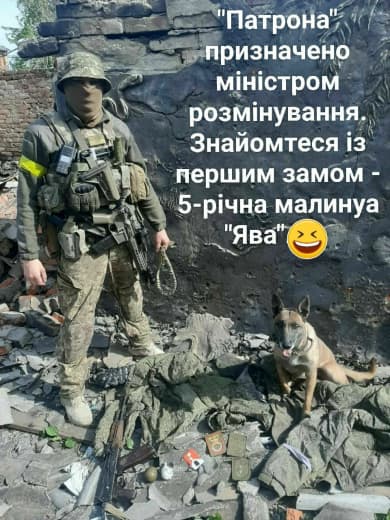 "Патрона"
призначено
міністром
розмінування.
Знайомтеся із
першим замом -
5-річна малинуа
"Ява"😆